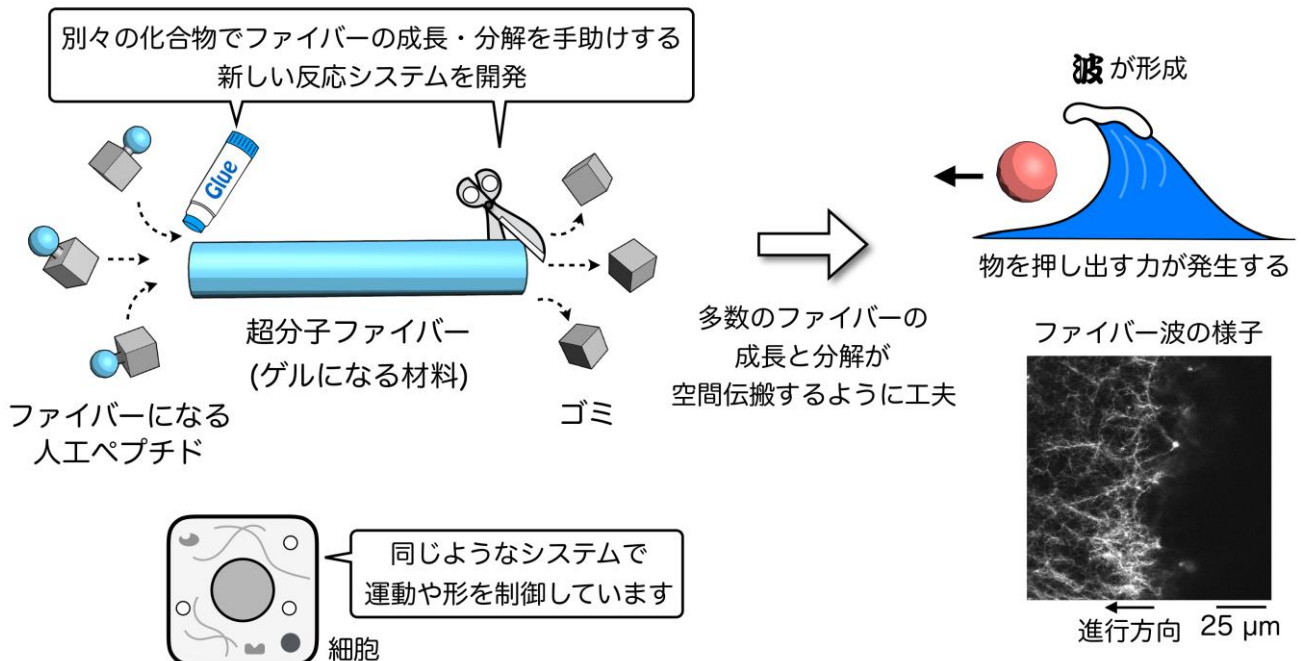 別々の化合物でファイバーの成長・分解を手助けする
新しい反応システムを開発
Glue
超分子ファイバー
(ゲルになる材料)
ファイバーになる
人工ペプチド
ゴミ
多数のファイバーの
成長と分解が
空間伝搬するように工夫
波が形成
物を押し出す力が発生する
ファイバー波の様子
進行方向 25 μm
同じようなシステムで
運動や形を制御しています
細胞